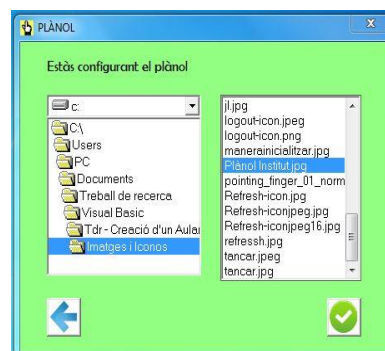 PLÀNOL
x
Estàs configurant el plànol
c:
C:\
Users
PC
Documents
Treball de recerca
Visual Basic
Tdr - Creació d'un Aula
Imatges i Iconos
jl.jpg
logout-icon.jpeg
logout-icon.png
manerainicialitzar.jpg
Plànol Institut.jpg
pointing_finger_01_norm
Refresh-icon.jpg
Refresh-iconjpeg.jpg
Refresh-iconjpeg16.jpg
refressh.jpg
tancar.jpeg
tancar.jpg